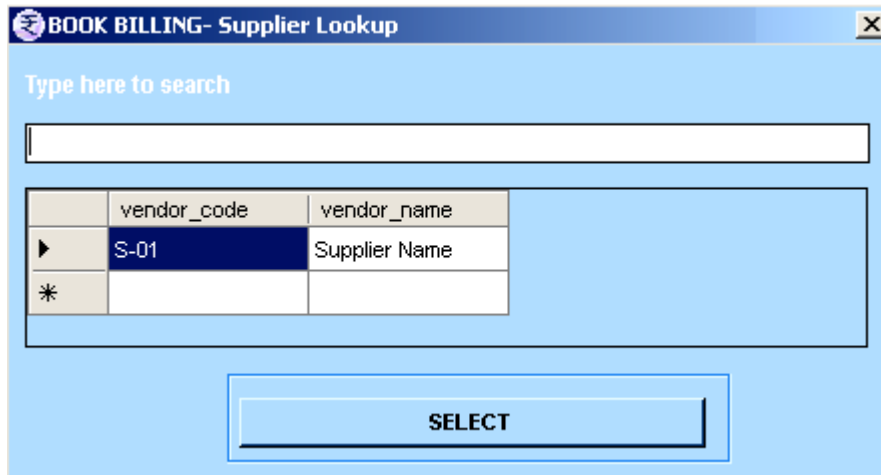 BOOK BILLING- Supplier Lookup
Type here to search
vendor_code vendor_name
S-01 Supplier Name
SELECT